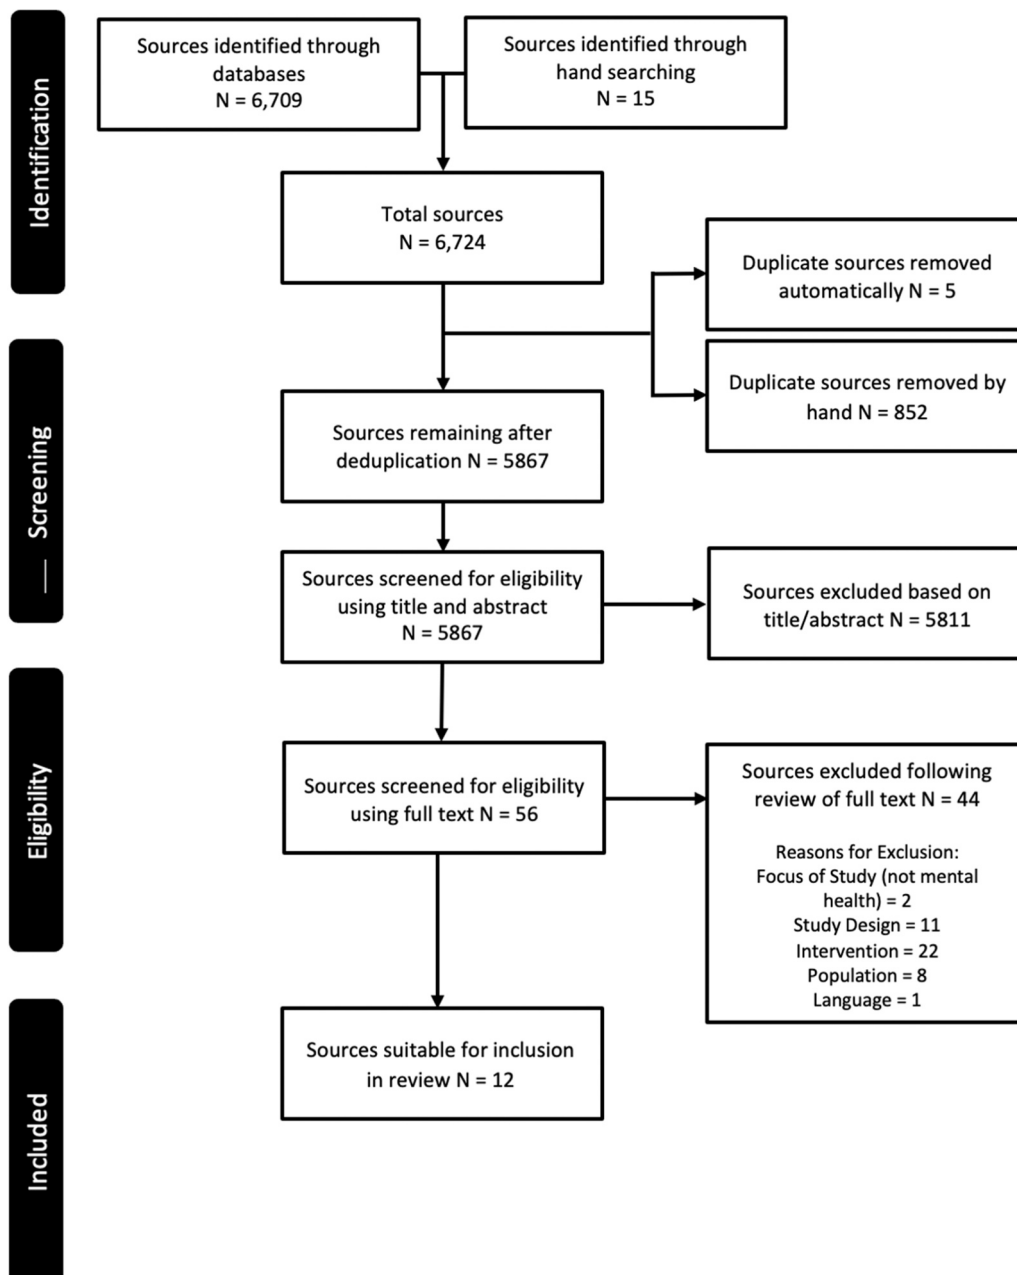 Identification
Sources identified through
databases
N = 6,709
Sources identified through
hand searching
N = 15
Total sources
N = 6,724
Duplicate sources removed
automatically N = 5
Duplicate sources removed by
hand N = 852
Screening
Sources remaining after
deduplication N = 5867
Sources screened for eligibility
using title and abstract
N = 5867
Sources excluded based on
title/abstract N = 5811
Eligibility
Sources screened for eligibility
using full text N = 56
Sources excluded following
review of full text N = 44
Reasons for Exclusion:
Focus of Study (not mental
health) = 2
Study Design = 11
Intervention = 22
Population = 8
Language = 1
Included
Sources suitable for inclusion
in review N = 12